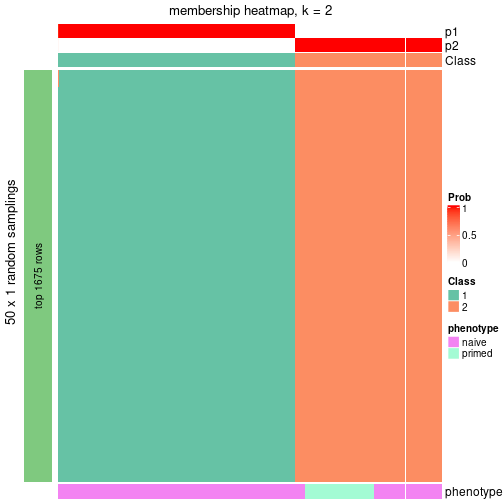 membership heatmap, k = 2
p1
p2
Class
50 x 1 random samplings
top 1675 rows
Prob
1
0.5
0
Class
1
2
phenotype
naive
primed
phenotype